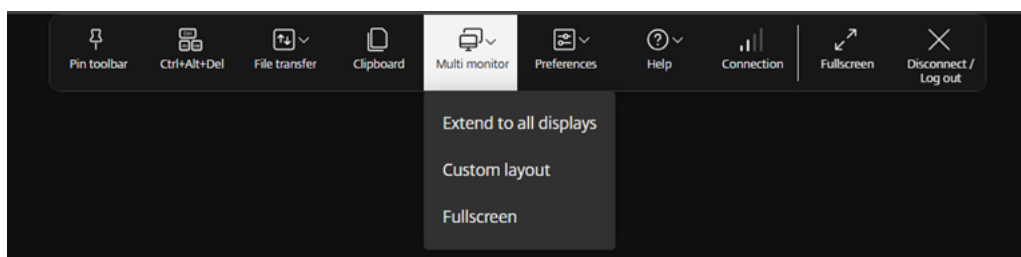 Pin toolbar
Ctrl+Alt+Del
File transfer
Clipboard
Multi monitor
Preferences
Help
Connection
Fullscreen
Disconnect /
Log out
Extend to all displays
Custom layout
Fullscreen